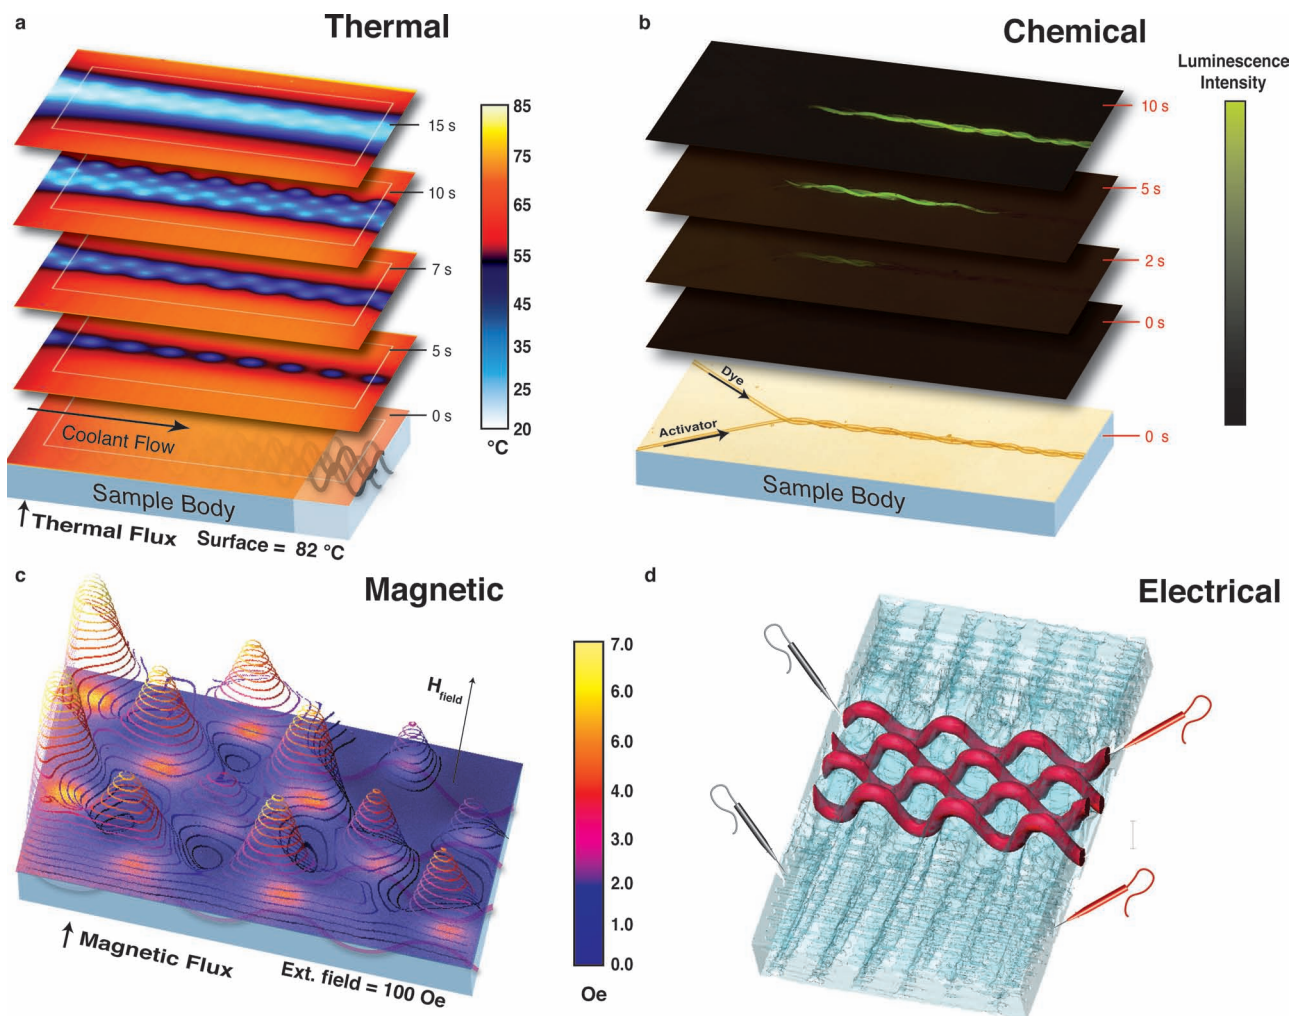 a
Thermal
15 s
10 s
7 s
5 s
0 s
85
75
65
55
45
35
25
20
°C
Coolant Flow
Sample Body
Thermal Flux
Surface = 82 °C
b
Chemical
Luminescence
Intensity
10 s
5 s
2 s
0 s
Dye
Activator
0 s
Sample Body
c
Magnetic
H field
7.0
6.0
5.0
4.0
3.0
2.0
1.0
0.0
Oe
Magnetic Flux
Ext. field = 100 Oe
d
Electrical